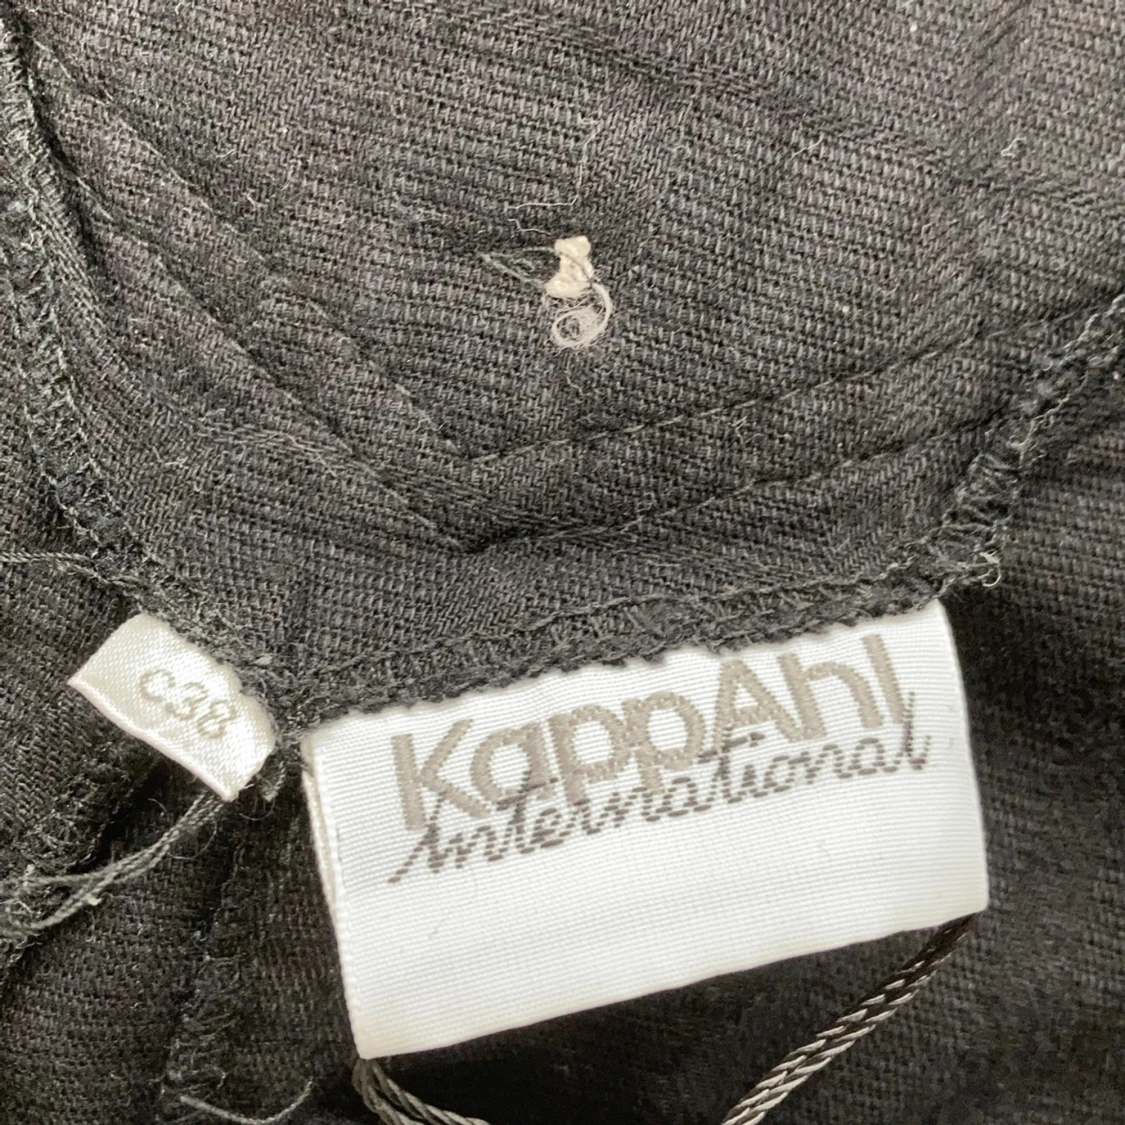 C38
KappAhl
International